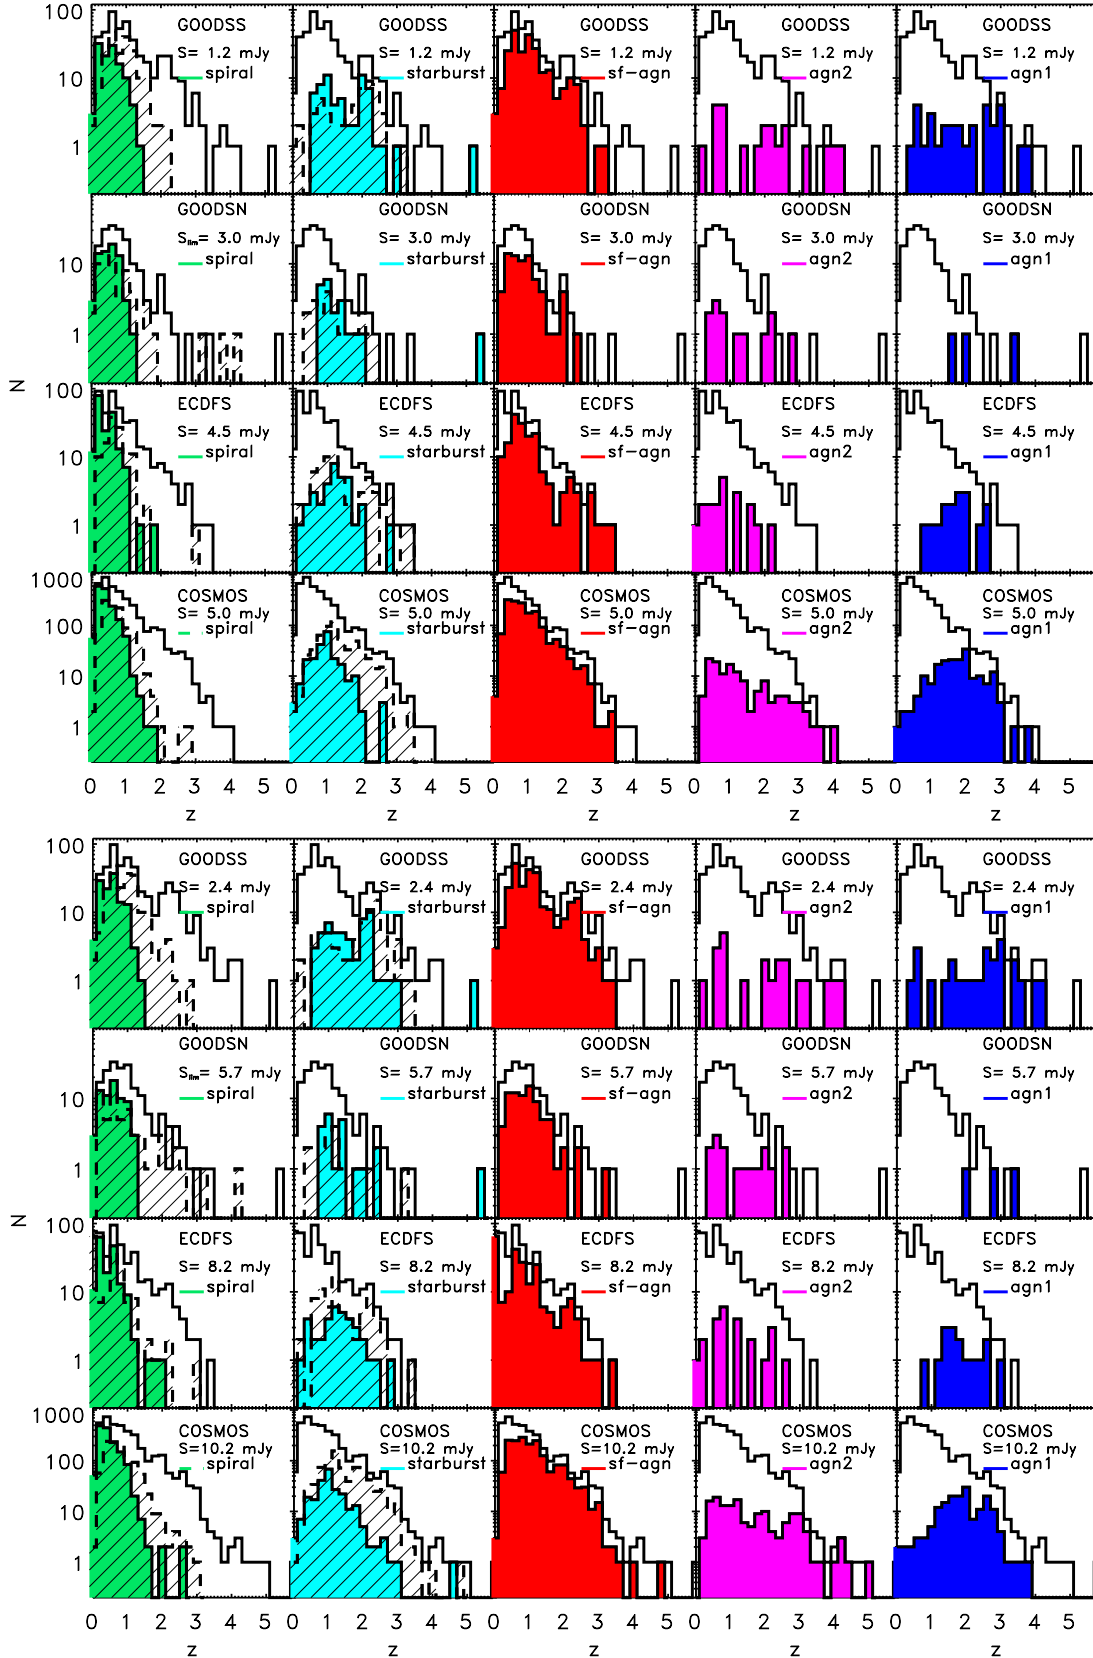 GOODSS GOODSS GOODSS GOODSS GOODSS
S= 1.2 mJy S= 1.2 mJy S= 1.2 mJy S= 1.2 mJy S= 1.2 mJy
spiral starburst sf-agn agn2 agn1
100
10
1
GOODSN GOODSN GOODSN GOODSN GOODSN
Slim= 3.0 mJy S= 3.0 mJy S= 3.0 mJy S= 3.0 mJy S= 3.0 mJy
spiral starburst sf-agn agn2 agn1
10
1
N
ECDFS ECDFS ECDFS ECDFS ECDFS
S= 4.5 mJy S= 4.5 mJy S= 4.5 mJy S= 4.5 mJy S= 4.5 mJy
spiral starburst sf-agn agn2 agn1
100
10
1
COSMOS COSMOS COSMOS COSMOS COSMOS
S= 5.0 mJy S= 5.0 mJy S= 5.0 mJy S= 5.0 mJy S= 5.0 mJy
spiral starburst sf-agn agn2 agn1
1000
100
10
1
0 1 2 3 4 5 0 1 2 3 4 5 0 1 2 3 4 5 0 1 2 3 4 5 0 1 2 3 4 5
z z z z z
GOODSS GOODSS GOODSS GOODSS GOODSS
S= 2.4 mJy S= 2.4 mJy S= 2.4 mJy S= 2.4 mJy S= 2.4 mJy
spiral starburst sf-agn agn2 agn1
100
10
1
GOODSN GOODSN GOODSN GOODSN GOODSN
Slim= 5.7 mJy S= 5.7 mJy S= 5.7 mJy S= 5.7 mJy S= 5.7 mJy
spiral starburst sf-agn agn2 agn1
10
1
N
ECDFS ECDFS ECDFS ECDFS ECDFS
S= 8.2 mJy S= 8.2 mJy S= 8.2 mJy S= 8.2 mJy S= 8.2 mJy
spiral starburst sf-agn agn2 agn1
100
10
1
COSMOS COSMOS COSMOS COSMOS COSMOS
S=10.2 mJy S=10.2 mJy S=10.2 mJy S=10.2 mJy S=10.2 mJy
spiral starburst sf-agn agn2 agn1
1000
100
10
1
0 1 2 3 4 5 0 1 2 3 4 5 0 1 2 3 4 5 0 1 2 3 4 5 0 1 2 3 4 5
z z z z z